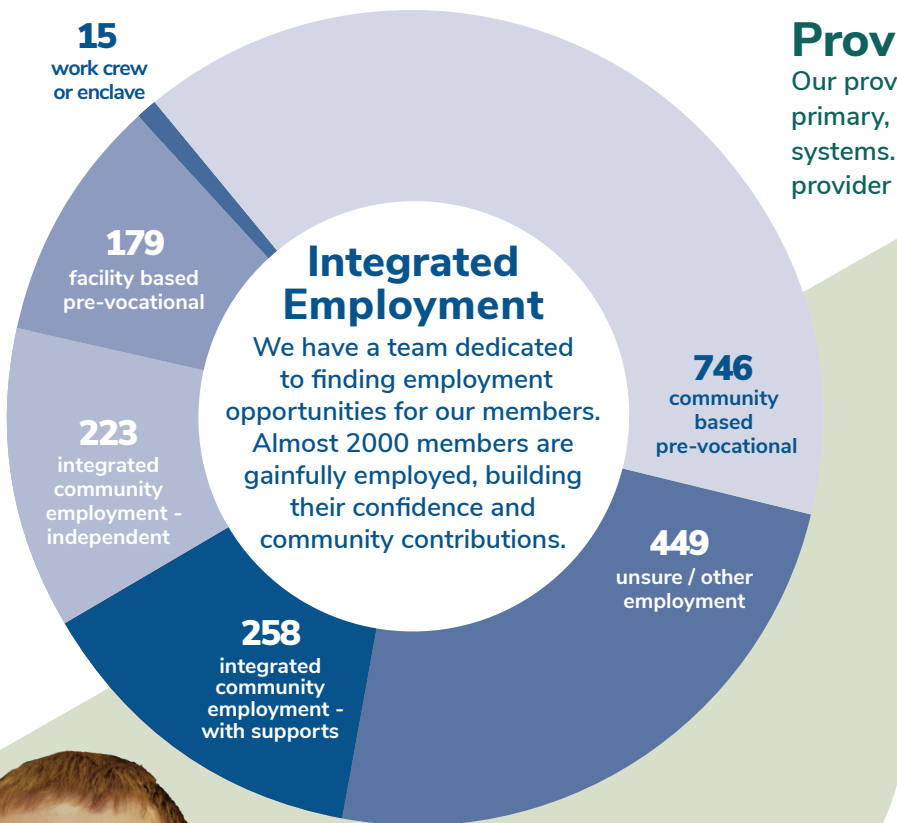 15
work crew
or enclave
179
facility based
pre-vocational
223
integrated
community
employment -
independent
258
integrated
community
employment -
with supports
449
unsure / other
employment
746
community
based
pre-vocational
Integrated
Employment
We have a team dedicated
to finding employment
opportunities for our members.
Almost 2000 members are
gainfully employed, building
their confidence and
community contributions.
Prov
Our prov
primary,
systems.
provider